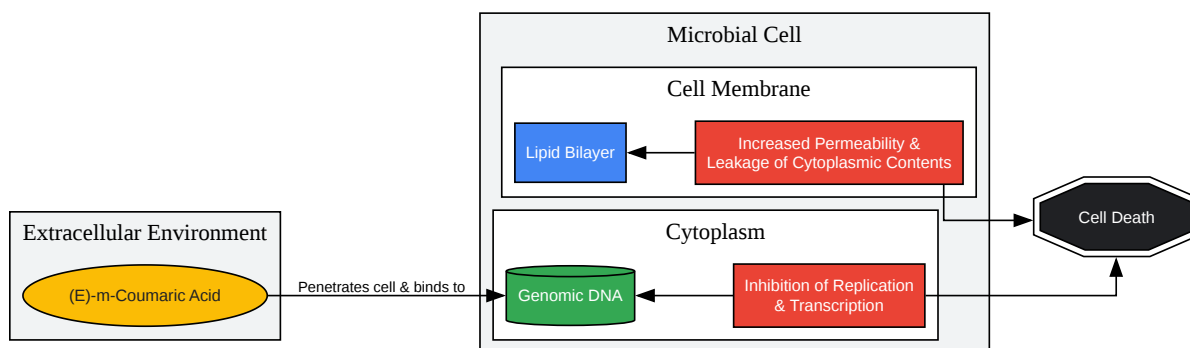 Microbial Cell
Cell Membrane
Lipid Bilayer
Increased Permeability &
Leakage of Cytoplasmic Contents
Cell Death
Extracellular Environment
(E)-m-Coumaric Acid
Penetrates cell & binds to
Cytoplasm
Genomic DNA
Inhibition of Replication
& Transcription